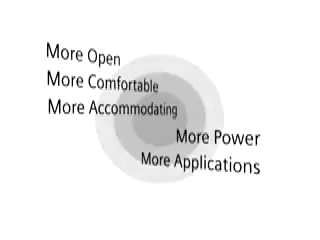 More Open
More Comfortable
More Accommodating
More Power
More Applications